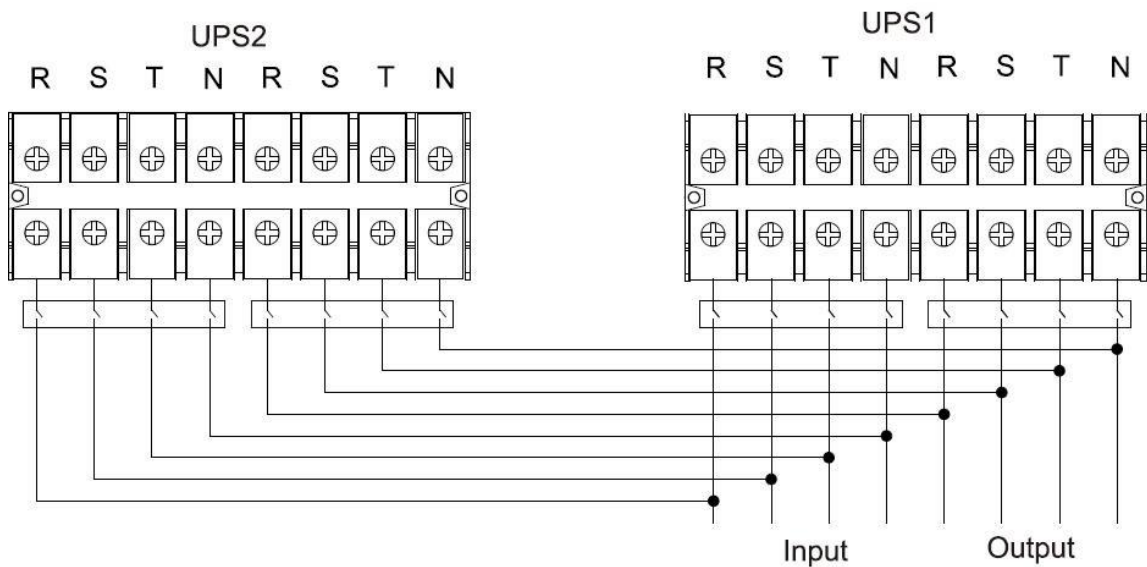 UPS2
R S T N R S T N
UPS1
R S T N R S T N
Input
Output